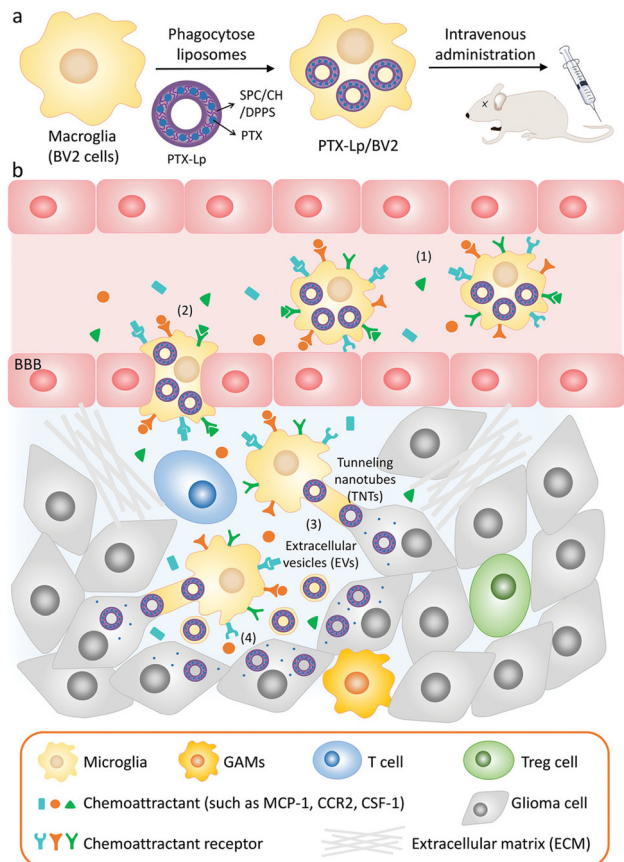 a
Phagocytose
liposomes
Intravenous
administration
SPC/CH
/DPPS
PTX
Macroglia
(BV2 cells)
PTX-Lp
PTX-Lp/BV2
b
(1)
(2)
BBB
Tunneling
nanotubes
(TNTs)
(3)
Extracellular
vesicles (EVs)
(4)
Microglia
GAMs
T cell
Treg cell
Chemoattractant (such as MCP-1, CCR2, CSF-1)
Glioma cell
Chemoattractant receptor
Extracellular matrix (ECM)